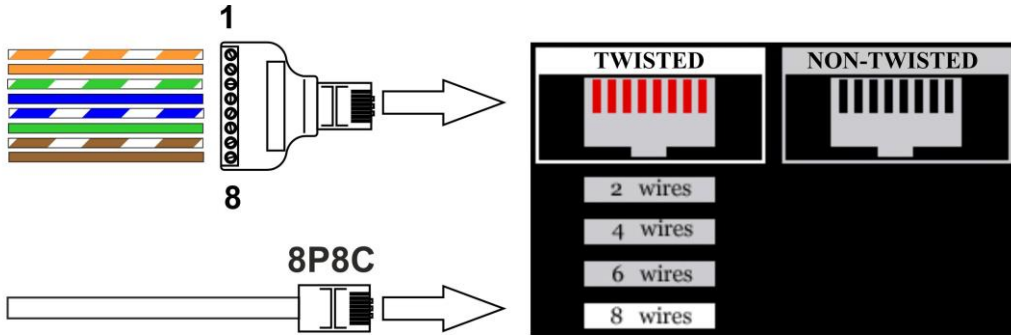 1
8
8P8C
TWISTED
NON-TWISTED
2 wires
4 wires
6 wires
8 wires